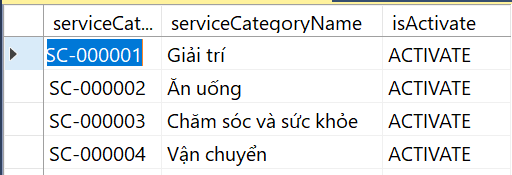 serviceCat... serviceCategoryName isActivate
SC-000001 Giải trí ACTIVATE
SC-000002 Ăn uống ACTIVATE
SC-000003 Chăm sóc và sức khỏe ACTIVATE
SC-000004 Vận chuyển ACTIVATE